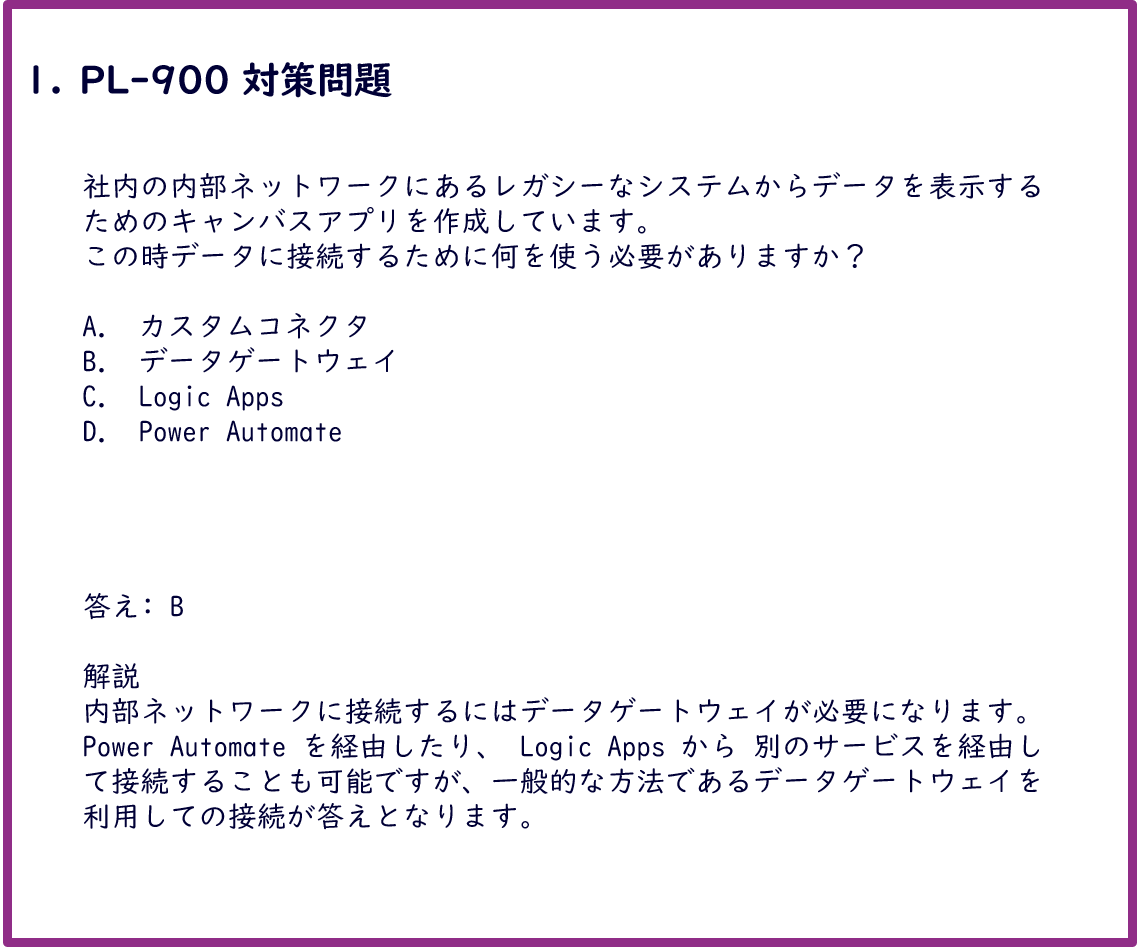 1. PL-900 対策問題
社内の内部ネットワークにあるレガシーなシステムからデータを表示する
ためのキャンバスアプリを作成しています。
この時データに接続するために何を使う必要がありますか？
A. カスタムコネクタ
B. データゲートウェイ
C. Logic Apps
D. Power Automate
答え: B
解説
内部ネットワークに接続するにはデータゲートウェイが必要になります。
Power Automate を経由したり、 Logic Apps から 別のサービスを経由し
て接続することも可能ですが、一般的な方法であるデータゲートウェイを
利用しての接続が答えとなります。